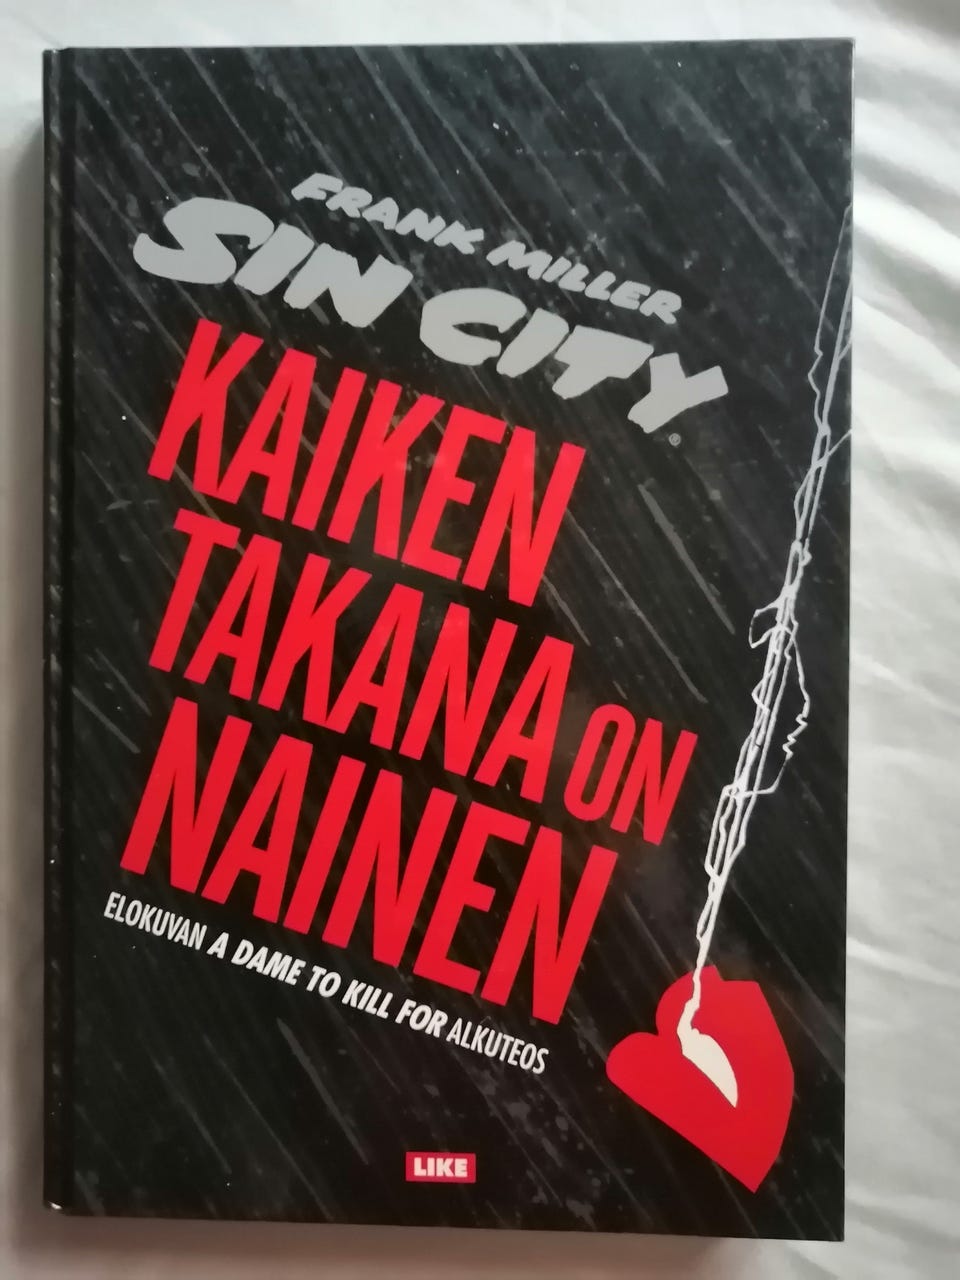 FRANK MILLER
SIN CITY®
KAIKEN
TAKANA ON
NAINEN
ELOKUVAN A DAME TO KILL FOR ALKUTEOS
LIKE